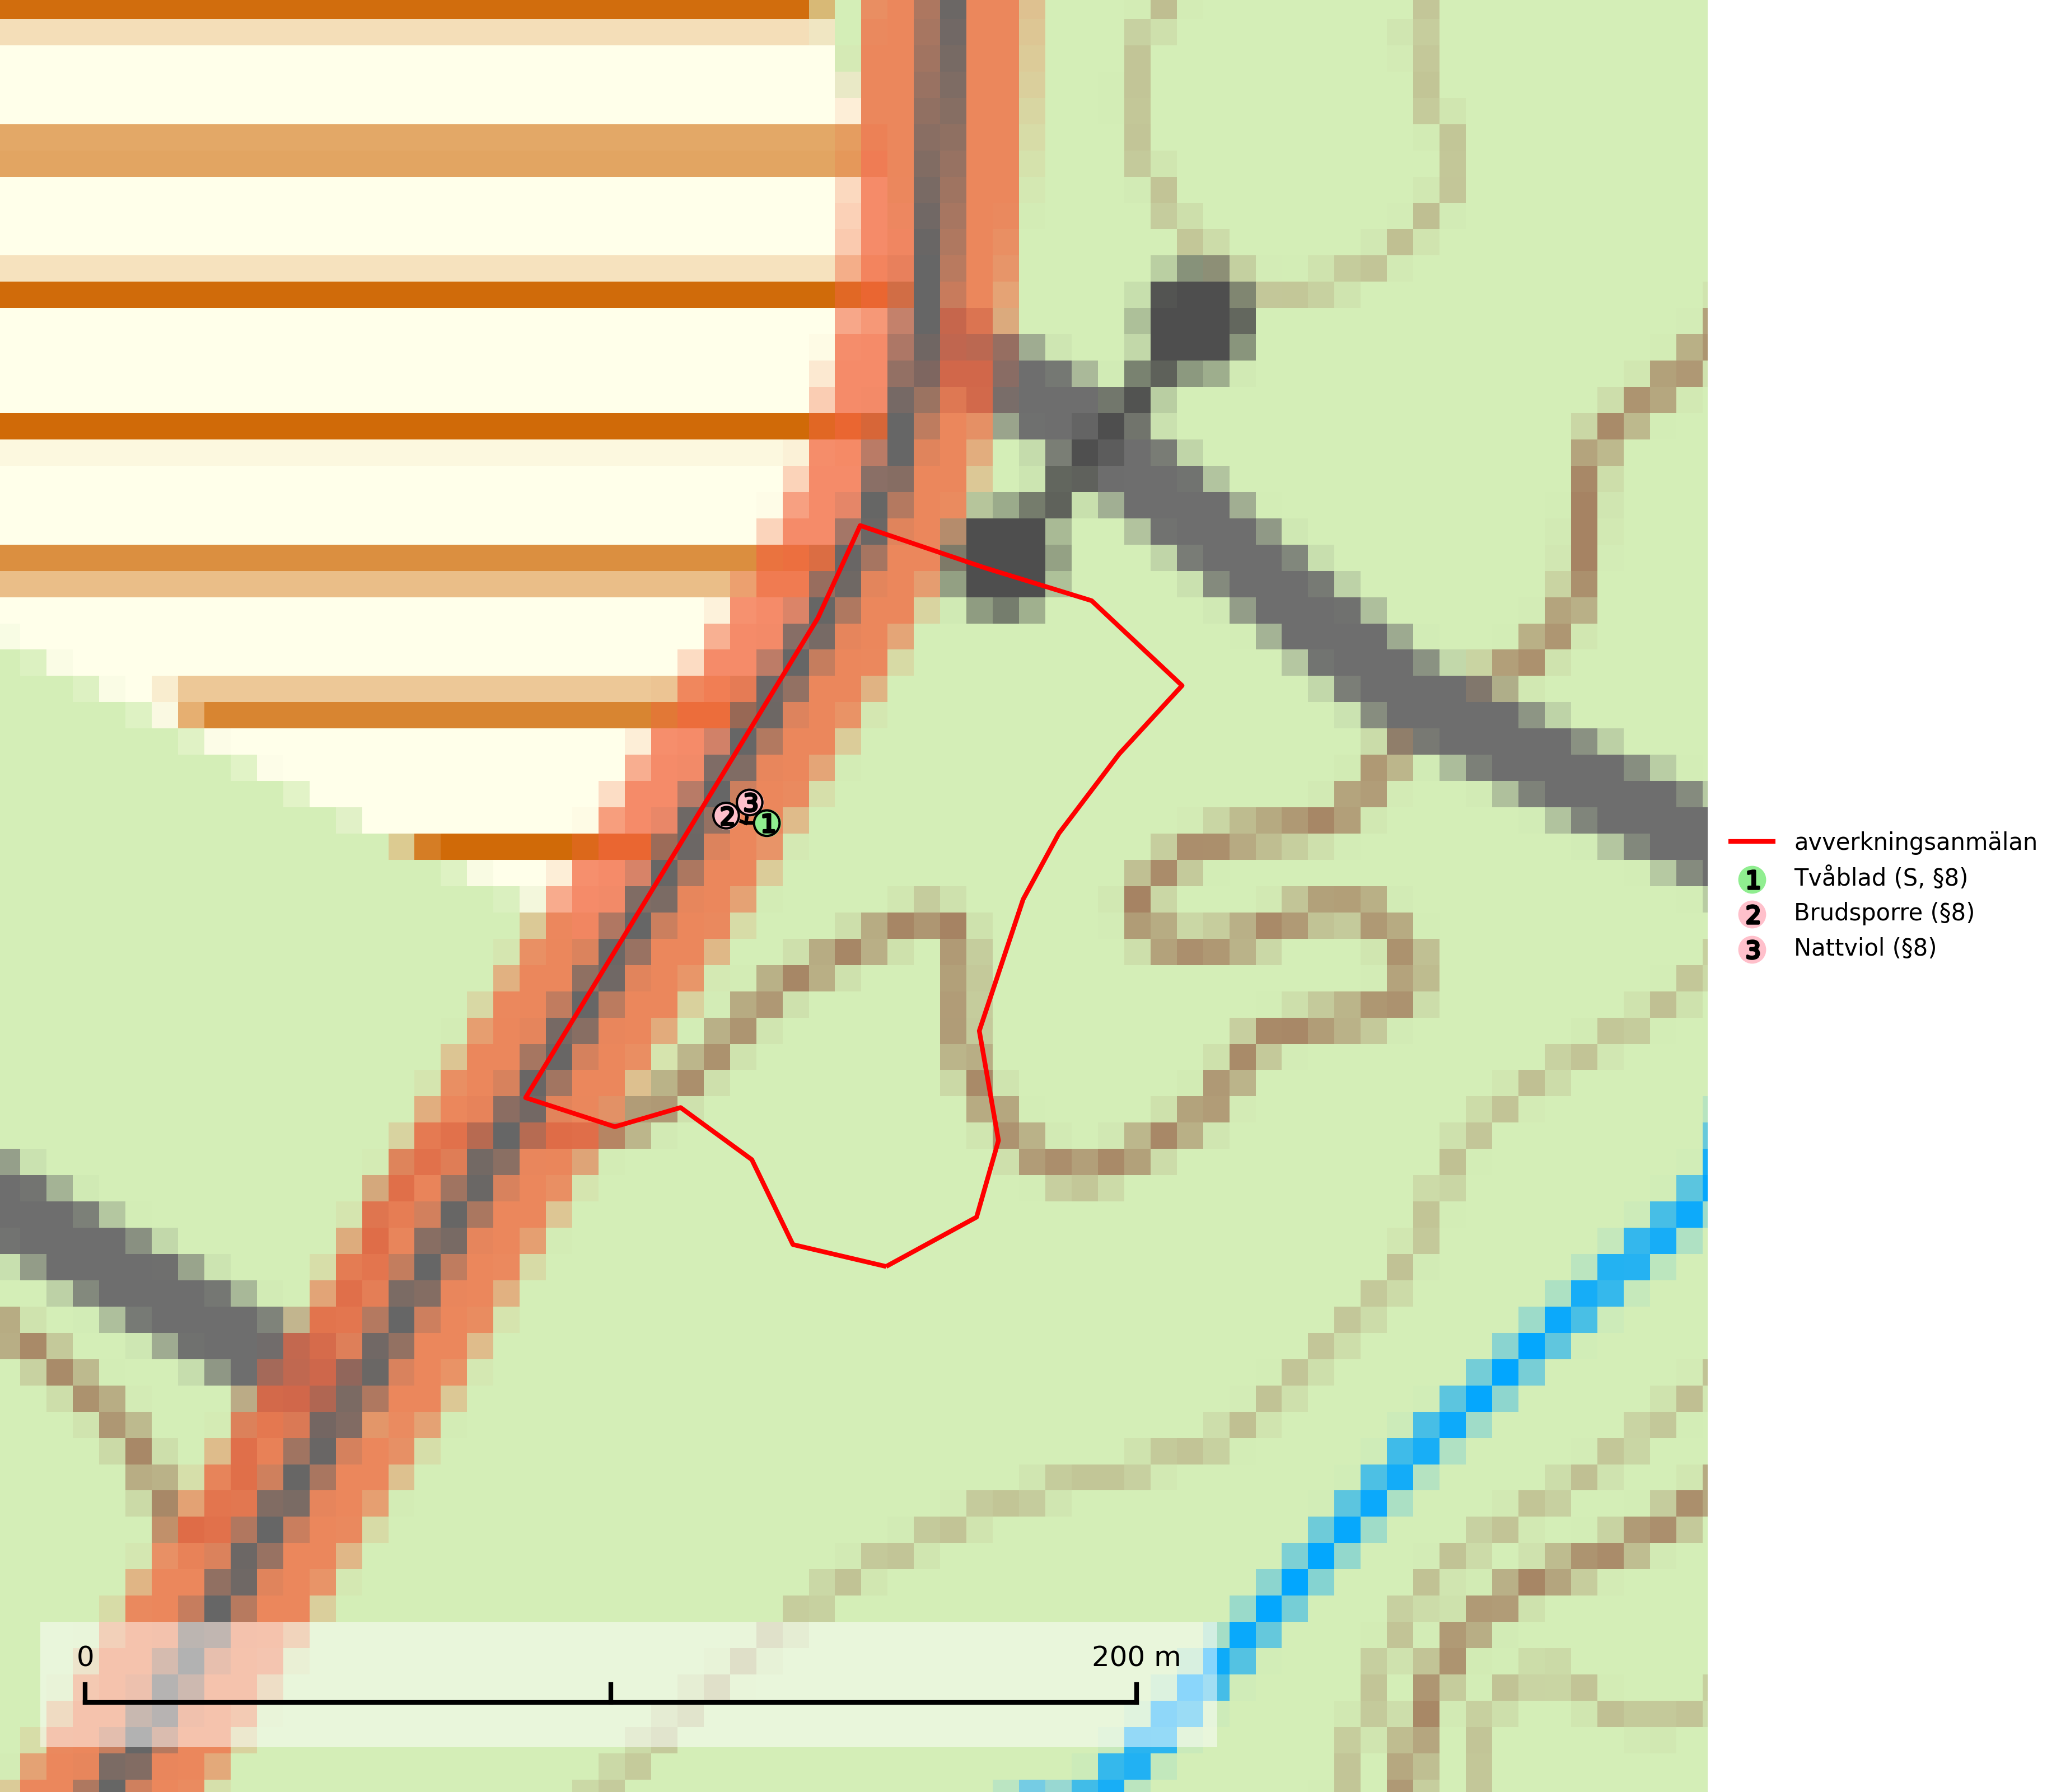 3
2
1
avverkningsanmälan
1 Tvåblad (S, §8)
2 Brudsporre (§8)
3 Nattviol (§8)
0 200 m